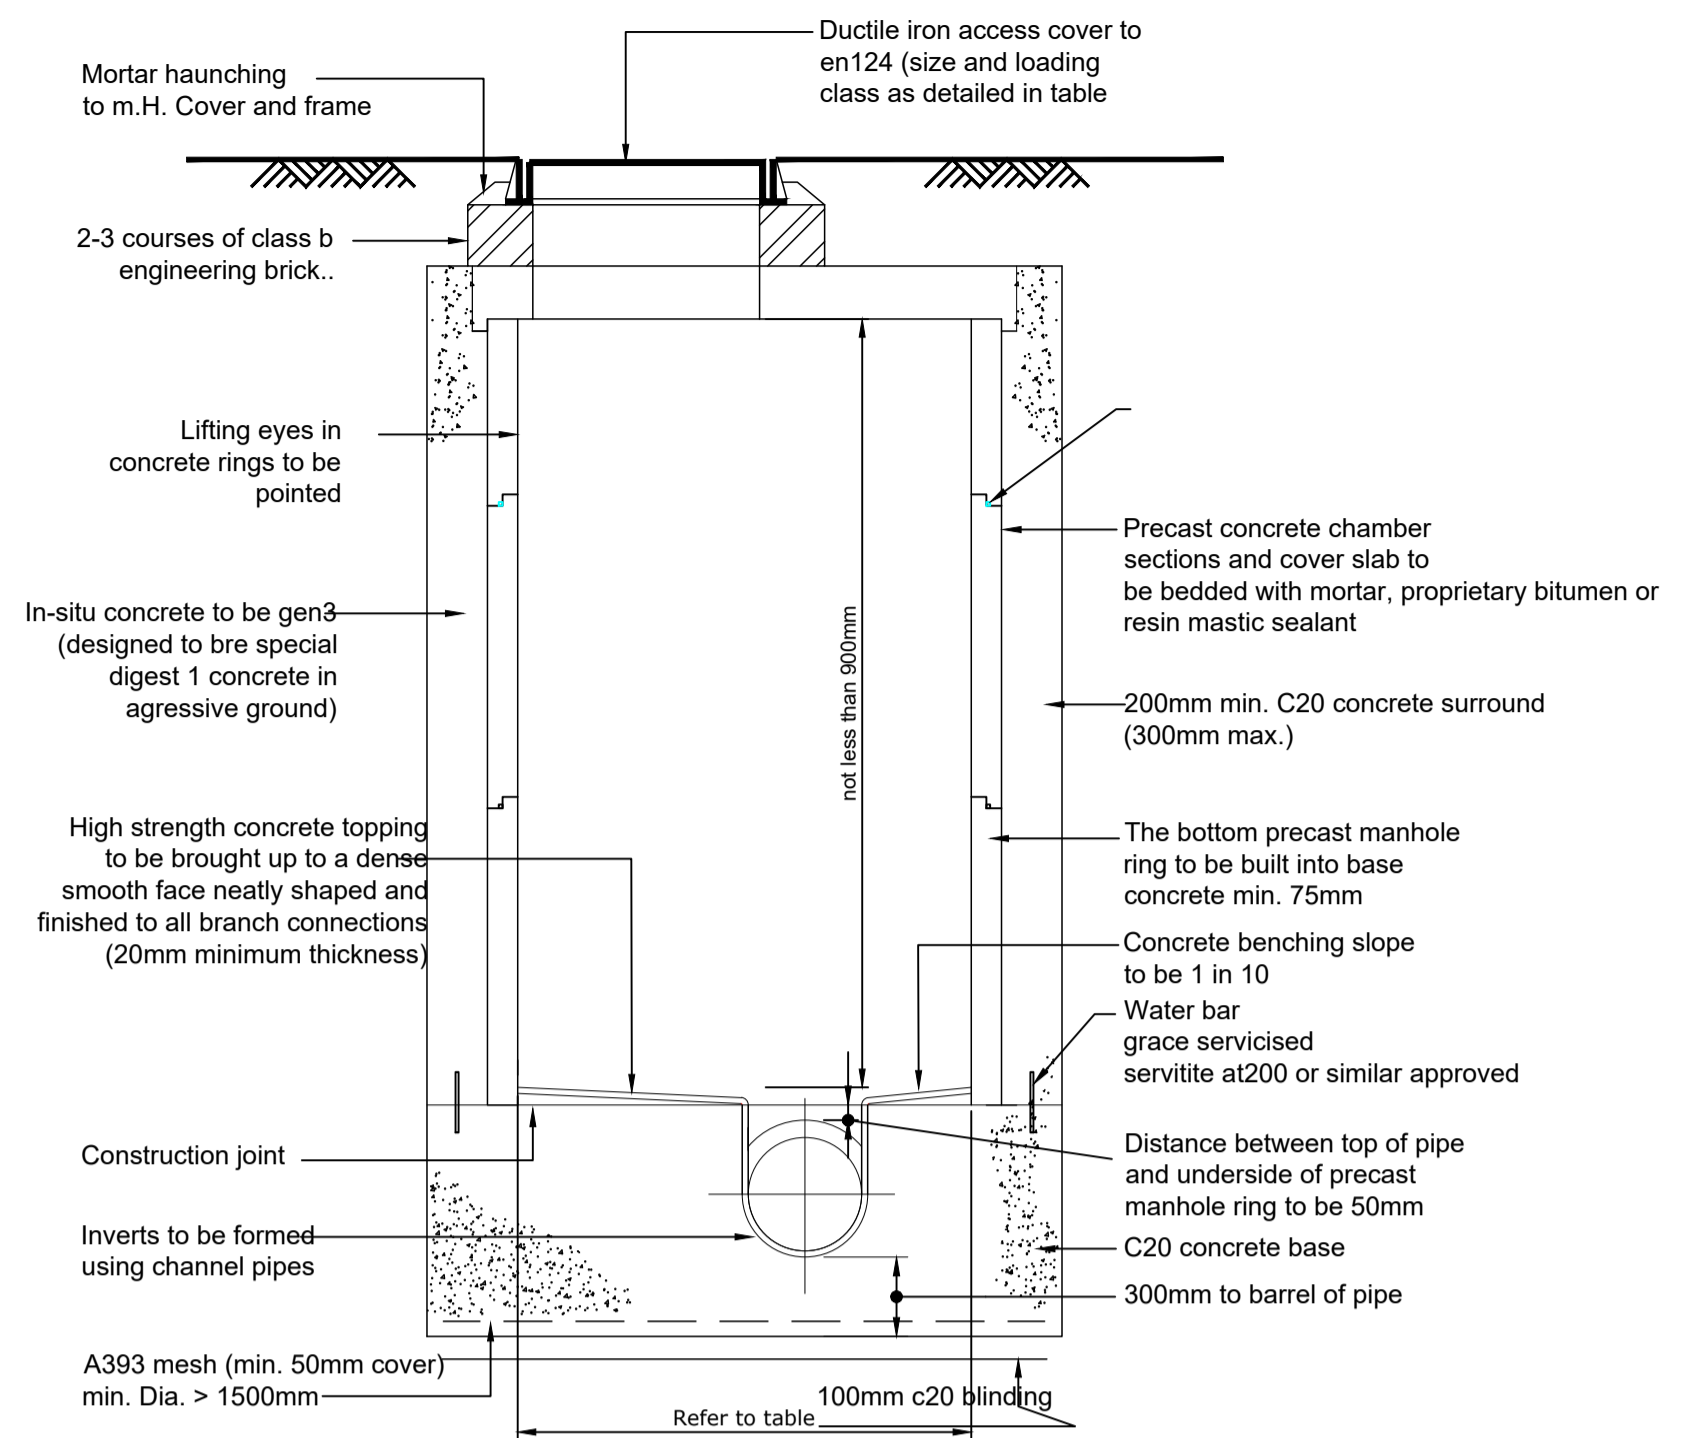 Ductile iron access cover to
en124 (size and loading
class as detailed in table
Mortar haunching
to m.H. Cover and frame
2-3 courses of class b
engineering brick..
Lifting eyes in
concrete rings to be
pointed
Precast concrete chamber
sections and cover slab to
be bedded with mortar, proprietary bitumen or
resin mastic sealant
In-situ concrete to be gen3
(designed to bre special
digest 1 concrete in
agressive ground)
not less than 900mm
200mm min. C20 concrete surround
(300mm max.)
High strength concrete topping
to be brought up to a dense
smooth face neatly shaped and
finished to all branch connections
(20mm minimum thickness)
The bottom precast manhole
ring to be built into base
concrete min. 75mm
Concrete benching slope
to be 1 in 10
Water bar
grace servicised
servitite at200 or similar approved
Construction joint
Distance between top of pipe
and underside of precast
manhole ring to be 50mm
Inverts to be formed
using channel pipes
C20 concrete base
300mm to barrel of pipe
A393 mesh (min. 50mm cover)
min. Dia. > 1500mm
100mm c20 blinding
Refer to table